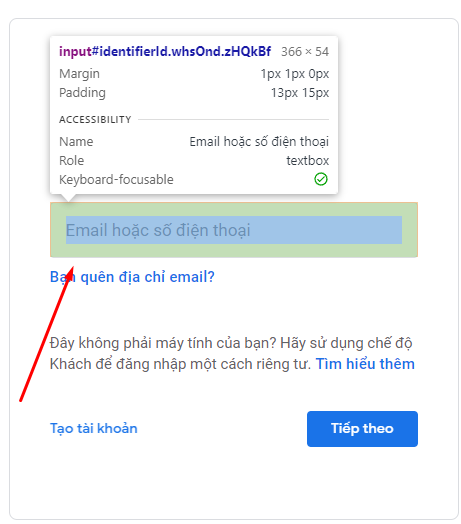 input#identifierId.whsOnd.zHQkBf 366 × 54
Margin 1px 1px 0px
Padding 13px 15px
ACCESSIBILITY
Name Email hoặc số điện thoại
Role textbox
Keyboard-focusable
Email hoặc số điện thoại
Bạn quên địa chỉ email?
Đây không phải máy tính của bạn? Hãy sử dụng chế độ
Khách để đăng nhập một cách riêng tư. Tìm hiểu thêm
Tạo tài khoản Tiếp theo